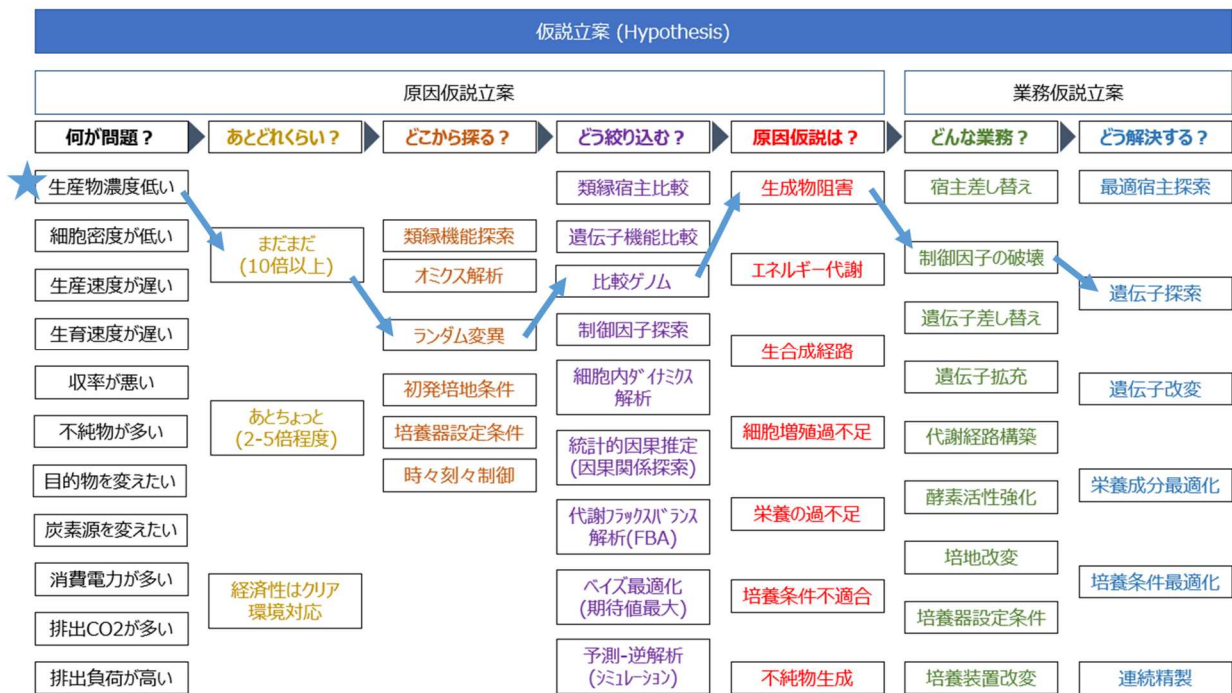 仮説立案 (Hypothesis)
原因仮説立案
業務仮説立案
何が問題？
あとどれくらい？
どこから探る？
どう絞り込む？
原因仮説は？
どんな業務？
どう解決する？
生産物濃度低い
細胞密度が低い
生産速度が遅い
生育速度が遅い
収率が悪い
不純物が多い
目的物を変えたい
炭素源を変えたい
消費電力が多い
排出CO2が多い
排出負荷が高い
まだまだ
(10倍以上)
あとちょっと
(2-5倍程度)
経済性はクリア
環境対応
類縁機能探索
オミクス解析
ランダム変異
初発培地条件
培養器設定条件
時々刻々制御
類縁宿主比較
遺伝子機能比較
比較ゲノム
制御因子探索
細胞内ﾀﾞｲﾅﾐｸｽ
解析
統計的因果推定
(因果関係探索)
代謝ﾌﾗｯｸｽﾊﾞﾗﾝｽ
解析(FBA)
ベイズ最適化
(期待値最大)
予測-逆解析
(ｼﾐｭﾚｰｼｮﾝ)
生成物阻害
エネルギー代謝
生合成経路
細胞増殖過不足
栄養の過不足
培養条件不適合
不純物生成
宿主差し替え
制御因子の破壊
遺伝子差し替え
遺伝子拡充
代謝経路構築
酵素活性強化
培地改変
培養器設定条件
培養装置改変
最適宿主探索
遺伝子探索
遺伝子改変
栄養成分最適化
培養条件最適化
連続精製